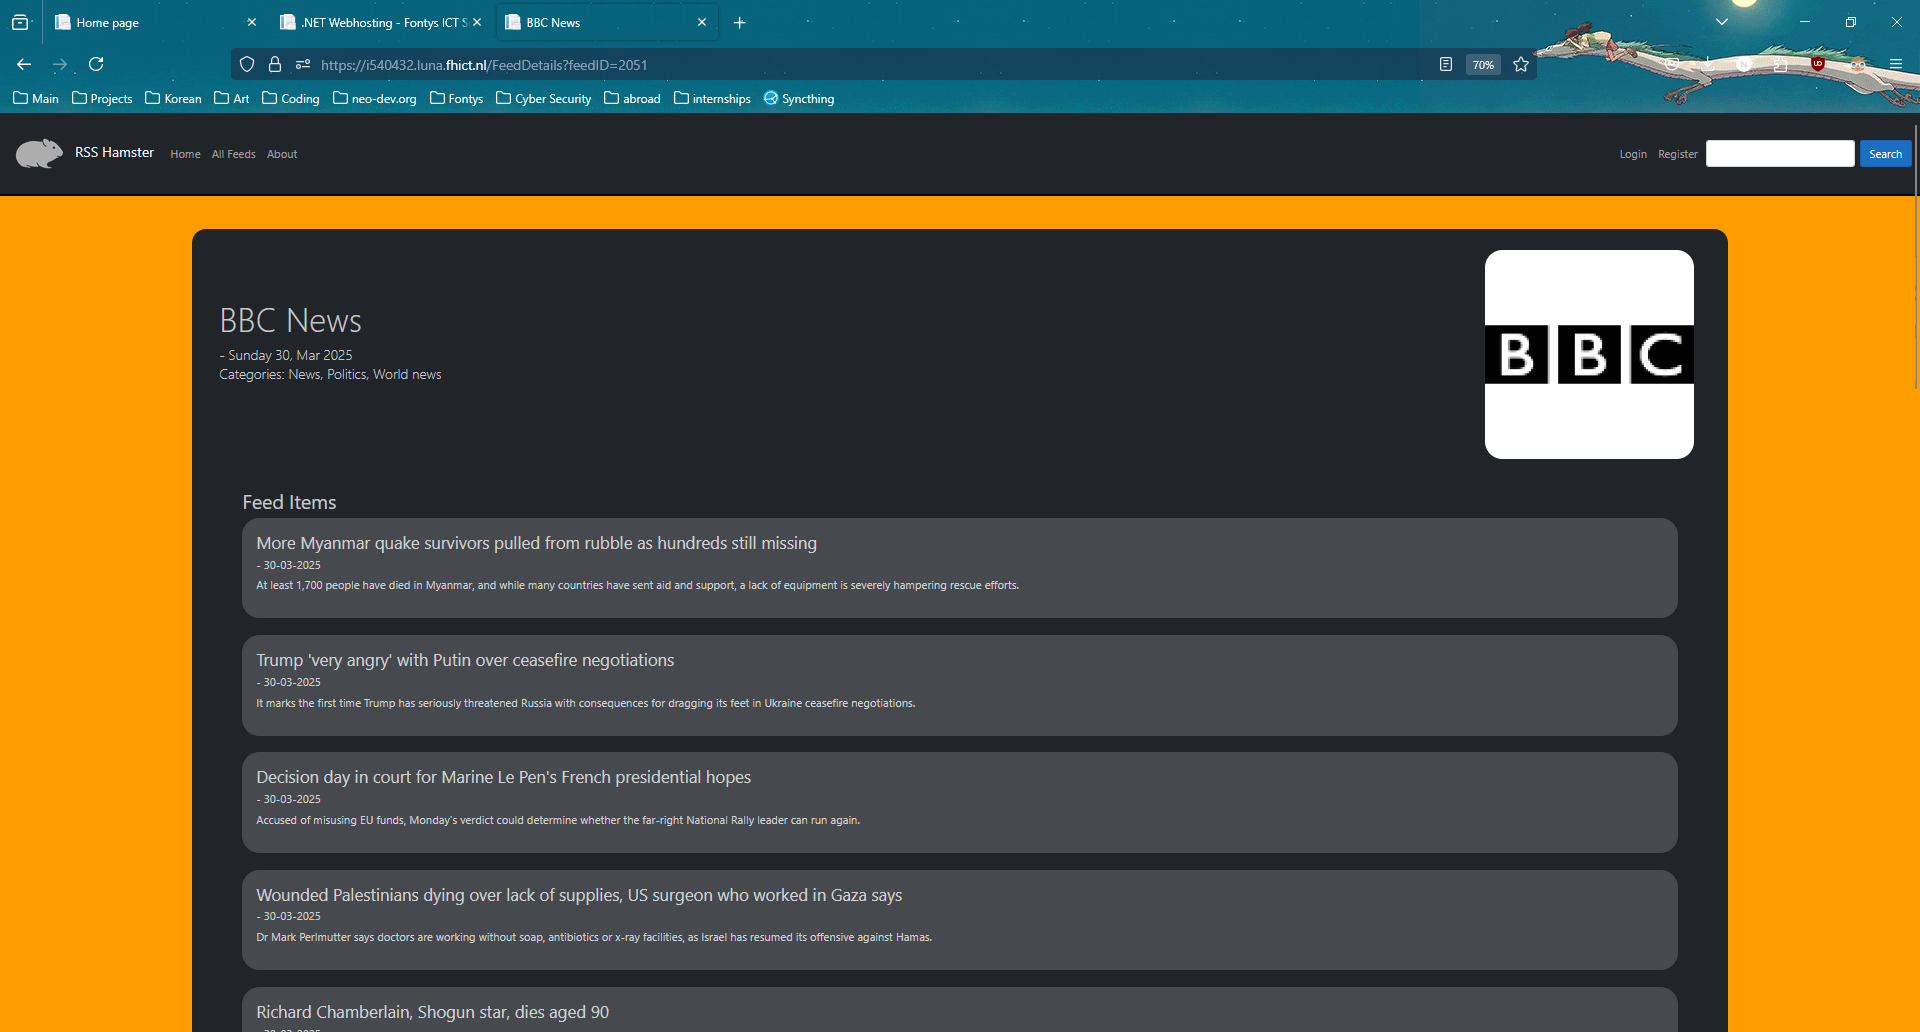 Home page
.NET Webhosting - Fontys ICT S
BBC News
https://i540432.luna.fhict.nl/FeedDetails?feedID=2051
70%
Main
Projects
Korean
Art
Coding
neo-dev.org
Fontys
Cyber Security
abroad
internships
Syncthing
RSS Hamster
Home
All Feeds
About
Login
Register
Search
BBC News
- Sunday 30, Mar 2025
Categories: News, Politics, World news
BBC
Feed Items
More Myanmar quake survivors pulled from rubble as hundreds still missing
- 30-03-2025
At least 1,700 people have died in Myanmar, and while many countries have sent aid and support, a lack of equipment is severely hampering rescue efforts.
Trump 'very angry' with Putin over ceasefire negotiations
- 30-03-2025
It marks the first time Trump has seriously threatened Russia with consequences for dragging its feet in Ukraine ceasefire negotiations.
Decision day in court for Marine Le Pen's French presidential hopes
- 30-03-2025
Accused of misusing EU funds, Monday's verdict could determine whether the far-right National Rally leader can run again.
Wounded Palestinians dying over lack of supplies, US surgeon who worked in Gaza says
- 30-03-2025
Dr Mark Perlmutter says doctors are working without soap, antibiotics or x-ray facilities, as Israel has resumed its offensive against Hamas.
Richard Chamberlain, Shogun star, dies aged 90